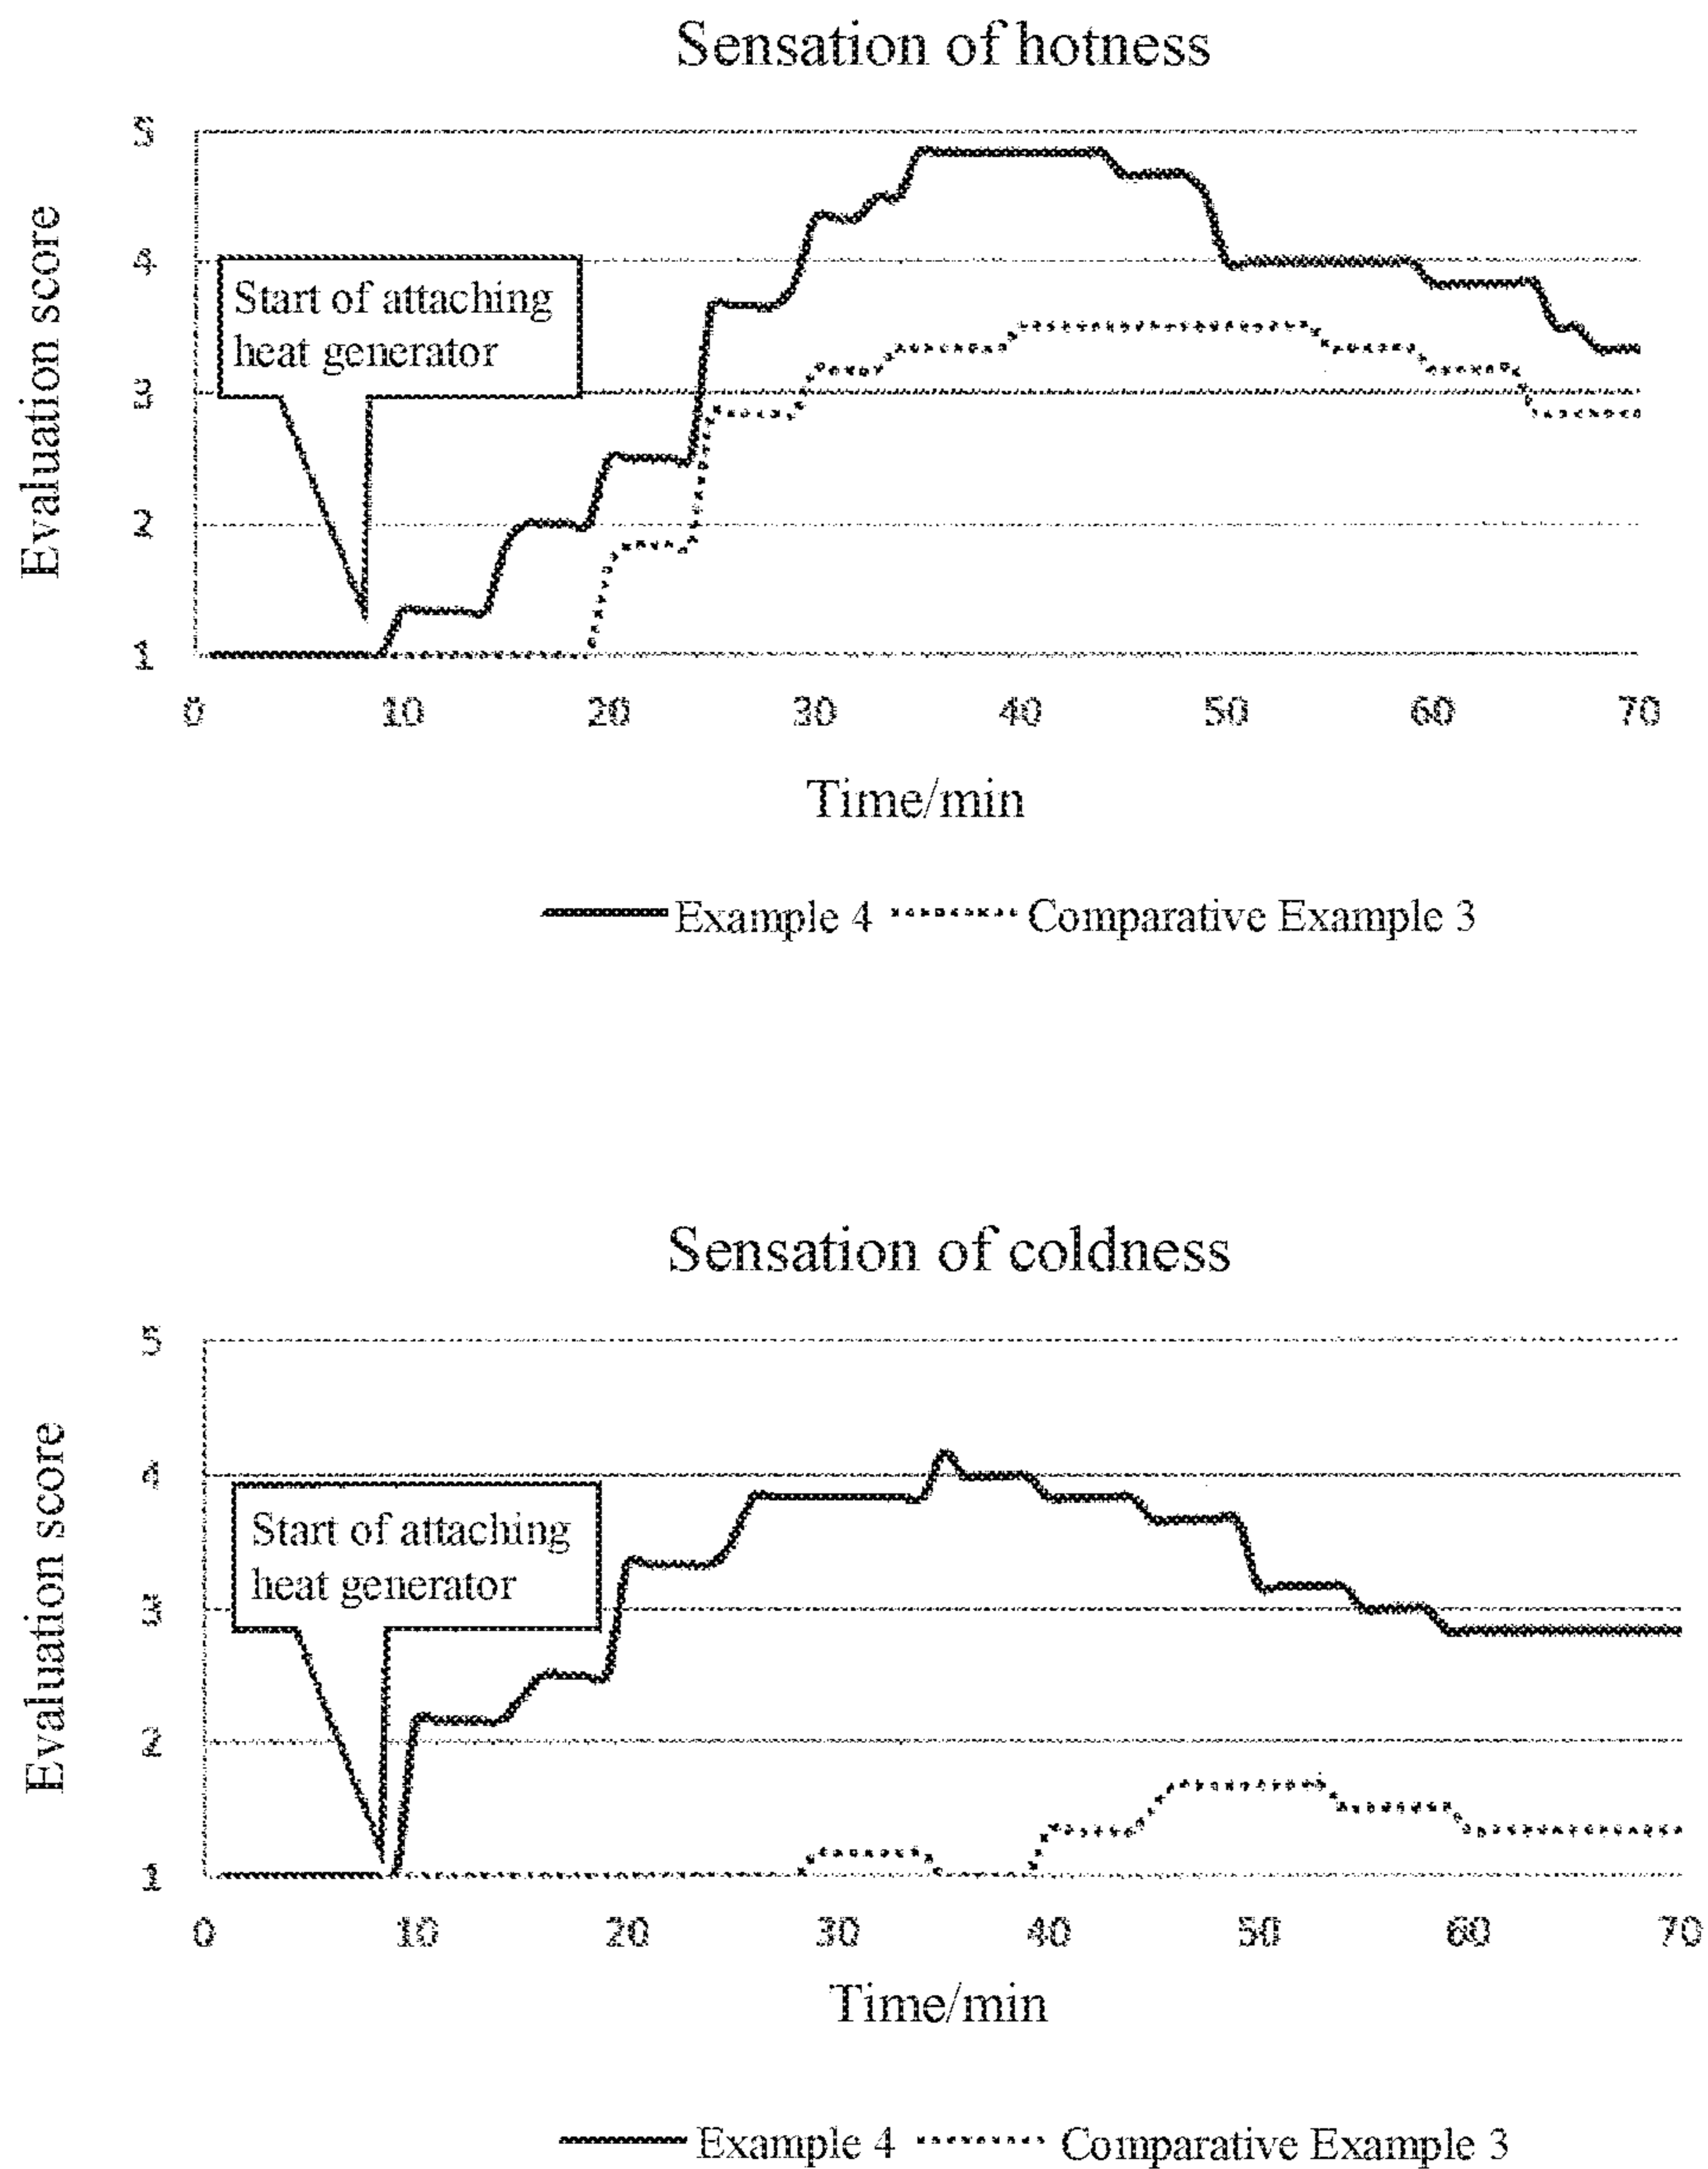 Sensation of hotness
Evaluation score
5
4
3
2
1
Start of attaching
heat generator
0 10 20 30 40 50 60 70
Time/min
Example 4 Comparative Example 3
Sensation of coldness
Evaluation score
5
4
3
2
1
Start of attaching
heat generator
0 10 20 30 40 50 60 70
Time/min
Example 4 Comparative Example 3